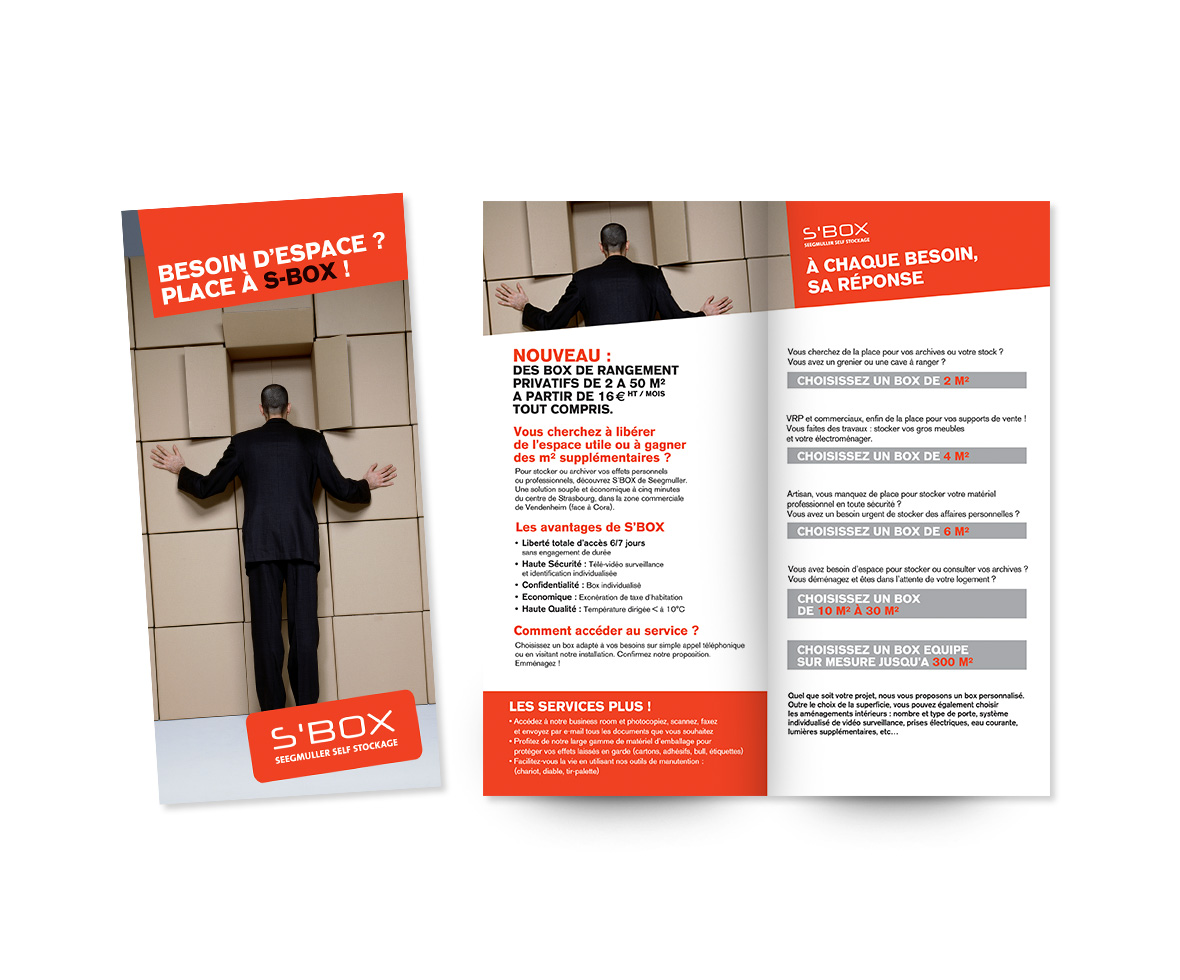 BESOIN D'ESPACE ?
PLACE À S-BOX !
S'BOX
SEEGMULLER SELF STOCKAGE
NOUVEAU :
DES BOX DE RANGEMENT
PRIVATIFS DE 2 A 50 M²
A PARTIR DE 16€ HT / MOIS
TOUT COMPRIS.
Vous cherchez à libérer
de l'espace utile ou à gagner
des m² supplémentaires ?
Pour stocker ou archiver vos effets personnels
ou professionnels, découvrez S'BOX de Seegmuller.
Une solution souple et économique à cinq minutes
du centre de Strasbourg, dans la zone commerciale
de Vendenheim (face à Cora).
Les avantages de S'BOX
• Liberté totale d'accès 6/7 jours
sans engagement de durée
• Haute Sécurité : Télé-vidéo surveillance
et identification individualisée
• Confidentialité : Box individualisé
• Economique : Exonération de taxe d'habitation
• Haute Qualité : Température dirigée < à 10°C
Comment accéder au service ?
Choisissez un box adapté à vos besoins sur simple appel téléphonique
ou en visitant notre installation. Confirmez notre proposition.
Emménagez !
LES SERVICES PLUS !
• Accédez à notre business room et photocopiez, scannez, faxez
et envoyez par e-mail tous les documents que vous souhaitez
• Profitez de notre large gamme de matériel d'emballage pour
protéger vos effets laissés en garde (cartons, adhésifs, bull, étiquettes)
• Facilitez-vous la vie en utilisant nos outils de manutention :
(chariot, diable, tir-palette)
S'BOX
SEEGMULLER SELF STOCKAGE
À CHAQUE BESOIN,
SA RÉPONSE
Vous cherchez de la place pour vos archives ou votre stock ?
Vous avez un grenier ou une cave à ranger ?
CHOISISSEZ UN BOX DE 2 M²
VRP et commerciaux, enfin de la place pour vos supports de vente !
Vous faites des travaux : stocker vos gros meubles
et votre électroménager.
CHOISISSEZ UN BOX DE 4 M²
Artisan, vous manquez de place pour stocker votre matériel
professionnel en toute sécurité ?
Vous avez un besoin urgent de stocker des affaires personnelles ?
CHOISISSEZ UN BOX DE 6 M²
Vous avez besoin d'espace pour stocker ou consulter vos archives ?
Vous déménagez et êtes dans l'attente de votre logement ?
CHOISISSEZ UN BOX
DE 10 M² À 30 M²
CHOISISSEZ UN BOX EQUIPE
SUR MESURE JUSQU'A 300 M²
Quel que soit votre projet, nous vous proposons un box personnalisé.
Outre le choix de la superficie, vous pouvez également choisir
les aménagements intérieurs : nombre et type de porte, système
individualisé de vidéo surveillance, prises électriques, eau courante,
lumières supplémentaires, etc...